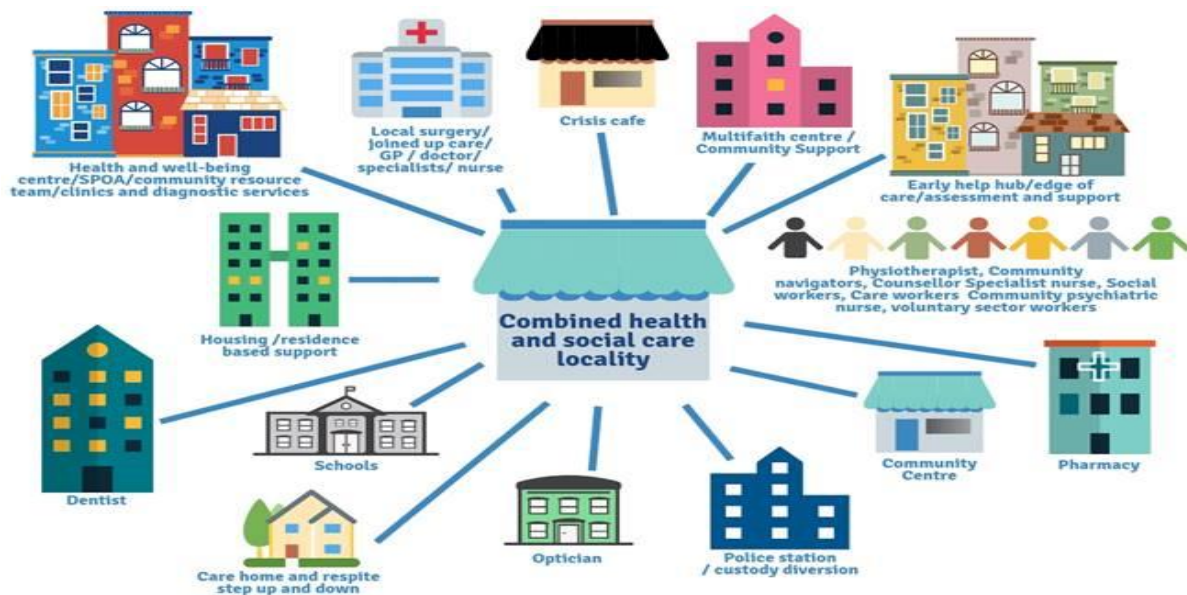 Health and well-being
centre/SPOA/community resource
team/clinics and diagnostic services
Local surgery/
joined up care/
GP / doctor/
specialists/ nurse
Crisis cafe
Multifaith centre /
Community Support
Early help hub/edge of
care/assessment and support
Physiotherapist, Community
navigators, Counsellor Specialist nurse, Social
workers, Care workers Community psychiatric
nurse, voluntary sector workers
Housing /residence
based support
Combined health
and social care
locality
Dentist
Schools
Community
Centre
Pharmacy
Care home and respite
step up and down
Optician
Police station
/ custody diversion